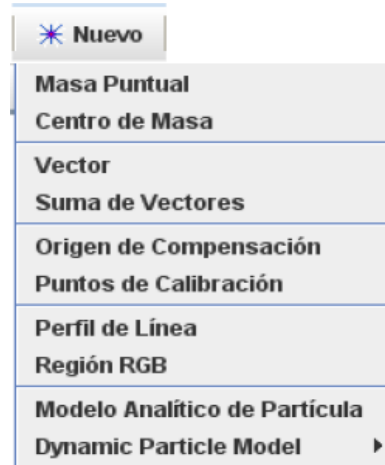 Nuevo
Masa Puntual
Centro de Masa
Vector
Suma de Vectores
Origen de Compensación
Puntos de Calibración
Perfil de Línea
Región RGB
Modelo Analítico de Partícula
Dynamic Particle Model